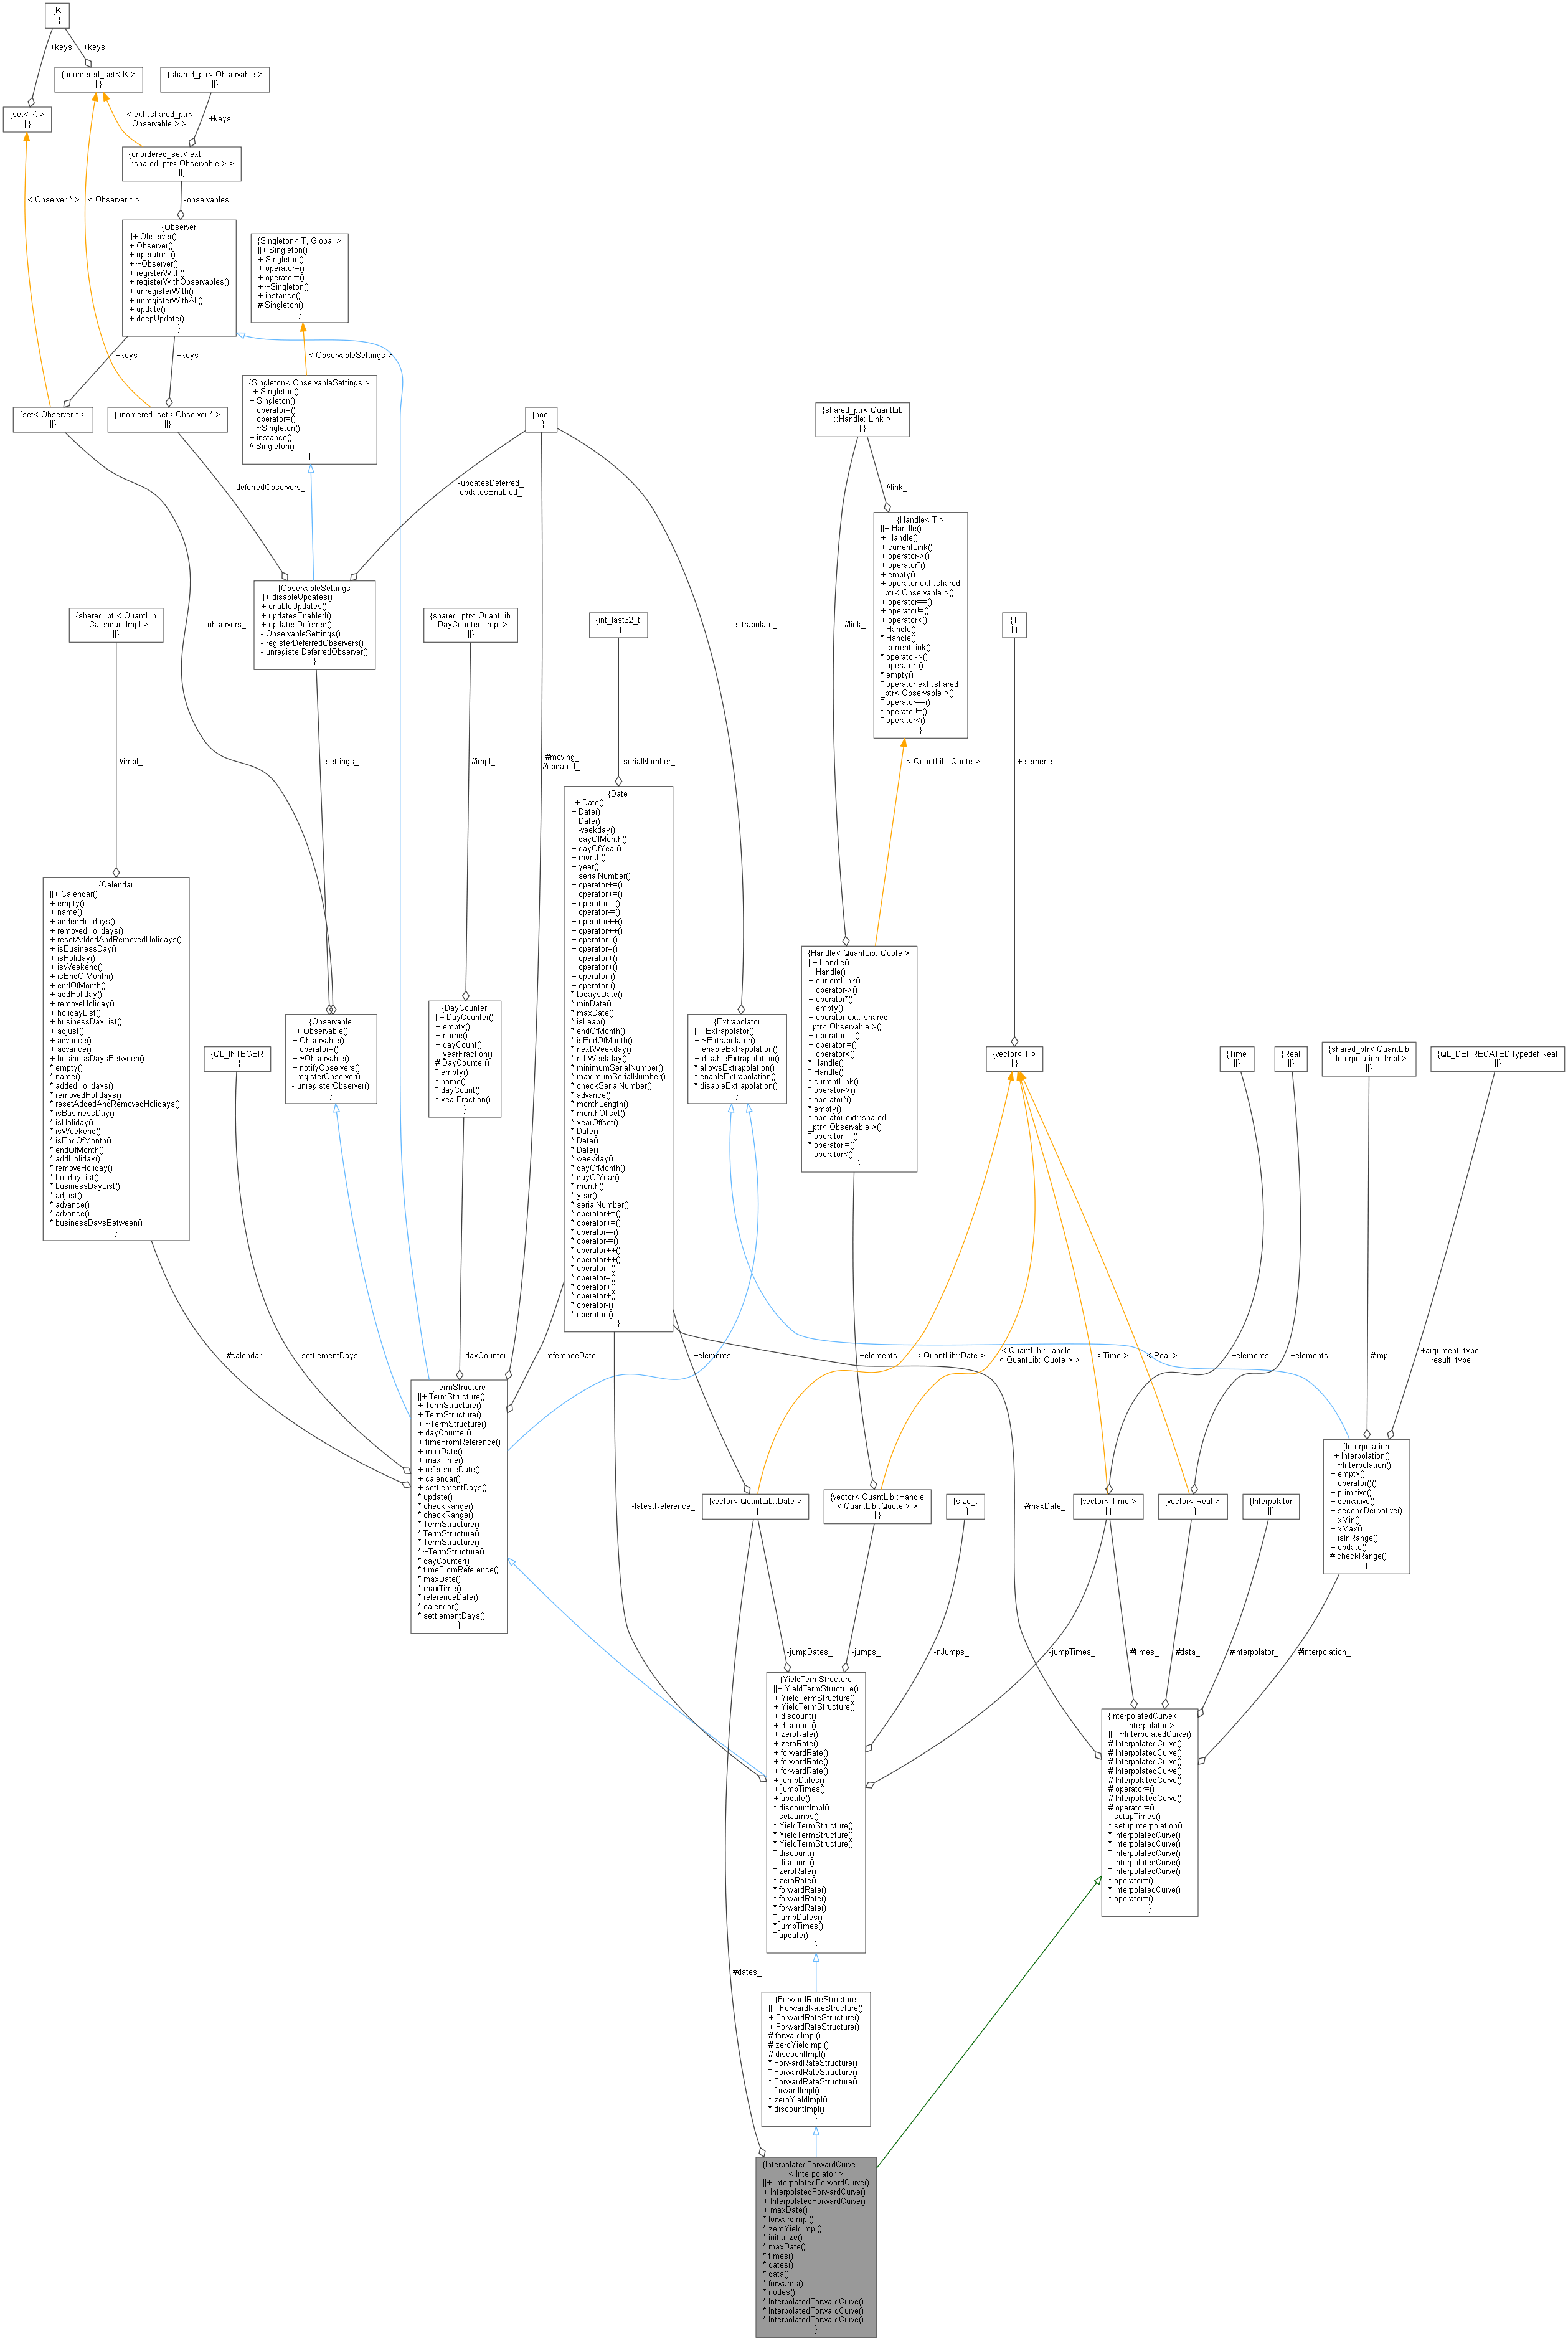 {K
||}
+keys
+keys
{unordered_set< K >
||}
{shared_ptr< Observable >
||}
{set< K >
||}
< ext::shared_ptr<
Observable > >
+keys
{unordered_set< ext
::shared_ptr< Observable > >
||}
< Observer * >
< Observer * >
-observables_
{Observer
||+ Observer()
+ Observer()
+ operator=()
+ ~Observer()
+ registerWith()
+ registerWithObservables()
+ unregisterWith()
+ unregisterWithAll()
+ update()
+ deepUpdate()
}
{Singleton< T, Global >
||+ Singleton()
+ Singleton()
+ operator=()
+ operator=()
+ ~Singleton()
+ instance()
# Singleton()
}
+keys
+keys
< ObservableSettings >
{set< Observer * >
||}
{unordered_set< Observer * >
||}
{Singleton< ObservableSettings >
||+ Singleton()
+ Singleton()
+ operator=()
+ operator=()
+ ~Singleton()
+ instance()
# Singleton()
}
{bool
||}
{shared_ptr< QuantLib
::Handle::Link >
||}
-deferredObservers_
-updatesDeferred_
-updatesEnabled_
#link_
{Handle< T >
||+ Handle()
+ Handle()
+ currentLink()
+ operator->()
+ operator*()
+ empty()
+ operator ext::shared
_ptr< Observable >()
+ operator==()
+ operator!=()
+ operator<()
* Handle()
* Handle()
* currentLink()
* operator->()
* operator*()
* empty()
* operator ext::shared
_ptr< Observable >()
* operator==()
* operator!=()
* operator<()
}
{ObservableSettings
||+ disableUpdates()
+ enableUpdates()
+ updatesEnabled()
+ updatesDeferred()
- ObservableSettings()
- registerDeferredObservers()
- unregisterDeferredObserver()
}
{shared_ptr< QuantLib
::Calendar::Impl >
||}
-observers_
{shared_ptr< QuantLib
::DayCounter::Impl >
||}
{int_fast32_t
||}
-extrapolate_
#link_
{T
||}
#impl_
-settings_
#impl_
#moving_
#updated_
-serialNumber_
< QuantLib::Quote >
+elements
{Calendar
||+ Calendar()
+ empty()
+ name()
+ addedHolidays()
+ removedHolidays()
+ resetAddedAndRemovedHolidays()
+ isBusinessDay()
+ isHoliday()
+ isWeekend()
+ isEndOfMonth()
+ endOfMonth()
+ addHoliday()
+ removeHoliday()
+ holidayList()
+ businessDayList()
+ adjust()
+ advance()
+ advance()
+ businessDaysBetween()
* empty()
* name()
* addedHolidays()
* removedHolidays()
* resetAddedAndRemovedHolidays()
* isBusinessDay()
* isHoliday()
* isWeekend()
* isEndOfMonth()
* endOfMonth()
* addHoliday()
* removeHoliday()
* holidayList()
* businessDayList()
* adjust()
* advance()
* advance()
* businessDaysBetween()
}
{QL_INTEGER
||}
{Observable
||+ Observable()
+ Observable()
+ operator=()
+ ~Observable()
+ notifyObservers()
- registerObserver()
- unregisterObserver()
}
{DayCounter
||+ DayCounter()
+ empty()
+ name()
+ dayCount()
+ yearFraction()
# DayCounter()
* empty()
* name()
* dayCount()
* yearFraction()
}
{Date
||+ Date()
+ Date()
+ Date()
+ weekday()
+ dayOfMonth()
+ dayOfYear()
+ month()
+ year()
+ serialNumber()
+ operator+=()
+ operator+=()
+ operator-=()
+ operator-=()
+ operator++()
+ operator++()
+ operator--()
+ operator--()
+ operator+()
+ operator+()
+ operator-()
+ operator-()
* todaysDate()
* minDate()
* maxDate()
* isLeap()
* endOfMonth()
* isEndOfMonth()
* nextWeekday()
* nthWeekday()
* minimumSerialNumber()
* maximumSerialNumber()
* checkSerialNumber()
* advance()
* monthLength()
* monthOffset()
* yearOffset()
* Date()
* Date()
* Date()
* weekday()
* dayOfMonth()
* dayOfYear()
* month()
* year()
* serialNumber()
* operator+=()
* operator+=()
* operator-=()
* operator-=()
* operator++()
* operator++()
* operator--()
* operator--()
* operator+()
* operator+()
* operator-()
* operator-()
}
{Extrapolator
||+ Extrapolator()
+ ~Extrapolator()
+ enableExtrapolation()
+ disableExtrapolation()
* allowsExtrapolation()
* enableExtrapolation()
* disableExtrapolation()
}
{Handle< QuantLib::Quote >
||+ Handle()
+ Handle()
+ currentLink()
+ operator->()
+ operator*()
+ empty()
+ operator ext::shared
_ptr< Observable >()
+ operator==()
+ operator!=()
+ operator<()
* Handle()
* Handle()
* currentLink()
* operator->()
* operator*()
* empty()
* operator ext::shared
_ptr< Observable >()
* operator==()
* operator!=()
* operator<()
}
{vector< T >
||}
{Time
||}
{Real
||}
{shared_ptr< QuantLib
::Interpolation::Impl >
||}
{QL_DEPRECATED typedef Real
||}
#calendar_
-settlementDays_
-dayCounter_
-referenceDate_
+elements
+elements
< QuantLib::Date >
< QuantLib::Handle
< QuantLib::Quote > >
< Time >
< Real >
+elements
+elements
#impl_
+argument_type
+result_type
{TermStructure
||+ TermStructure()
+ TermStructure()
+ TermStructure()
+ ~TermStructure()
+ dayCounter()
+ timeFromReference()
+ maxDate()
+ maxTime()
+ referenceDate()
+ calendar()
+ settlementDays()
* update()
* checkRange()
* checkRange()
* TermStructure()
* TermStructure()
* TermStructure()
* ~TermStructure()
* dayCounter()
* timeFromReference()
* maxDate()
* maxTime()
* referenceDate()
* calendar()
* settlementDays()
}
-latestReference_
{vector< QuantLib::Date >
||}
{vector< QuantLib::Handle
< QuantLib::Quote > >
||}
{size_t
||}
#maxDate_
{vector< Time >
||}
{vector< Real >
||}
{Interpolator
||}
{Interpolation
||+ Interpolation()
+ ~Interpolation()
+ empty()
+ operator()()
+ primitive()
+ derivative()
+ secondDerivative()
+ xMin()
+ xMax()
+ isInRange()
+ update()
# checkRange()
}
-jumpDates_
-jumps_
-nJumps_
-jumpTimes_
#times_
#data_
#interpolator_
#interpolation_
{YieldTermStructure
||+ YieldTermStructure()
+ YieldTermStructure()
+ YieldTermStructure()
+ discount()
+ discount()
+ zeroRate()
+ zeroRate()
+ forwardRate()
+ forwardRate()
+ forwardRate()
+ jumpDates()
+ jumpTimes()
+ update()
* discountImpl()
* setJumps()
* YieldTermStructure()
* YieldTermStructure()
* YieldTermStructure()
* discount()
* discount()
* zeroRate()
* zeroRate()
* forwardRate()
* forwardRate()
* forwardRate()
* jumpDates()
* jumpTimes()
* update()
}
{InterpolatedCurve<
Interpolator >
||+ ~InterpolatedCurve()
# InterpolatedCurve()
# InterpolatedCurve()
# InterpolatedCurve()
# InterpolatedCurve()
# InterpolatedCurve()
# operator=()
# InterpolatedCurve()
# operator=()
* setupTimes()
* setupInterpolation()
* InterpolatedCurve()
* InterpolatedCurve()
* InterpolatedCurve()
* InterpolatedCurve()
* InterpolatedCurve()
* operator=()
* InterpolatedCurve()
* operator=()
}
#dates_
{ForwardRateStructure
||+ ForwardRateStructure()
+ ForwardRateStructure()
+ ForwardRateStructure()
# forwardImpl()
# zeroYieldImpl()
# discountImpl()
* ForwardRateStructure()
* ForwardRateStructure()
* ForwardRateStructure()
* forwardImpl()
* zeroYieldImpl()
* discountImpl()
}
{InterpolatedForwardCurve
< Interpolator >
||+ InterpolatedForwardCurve()
+ InterpolatedForwardCurve()
+ InterpolatedForwardCurve()
+ maxDate()
* forwardImpl()
* zeroYieldImpl()
* initialize()
* maxDate()
* times()
* dates()
* data()
* forwards()
* nodes()
* InterpolatedForwardCurve()
* InterpolatedForwardCurve()
* InterpolatedForwardCurve()
}